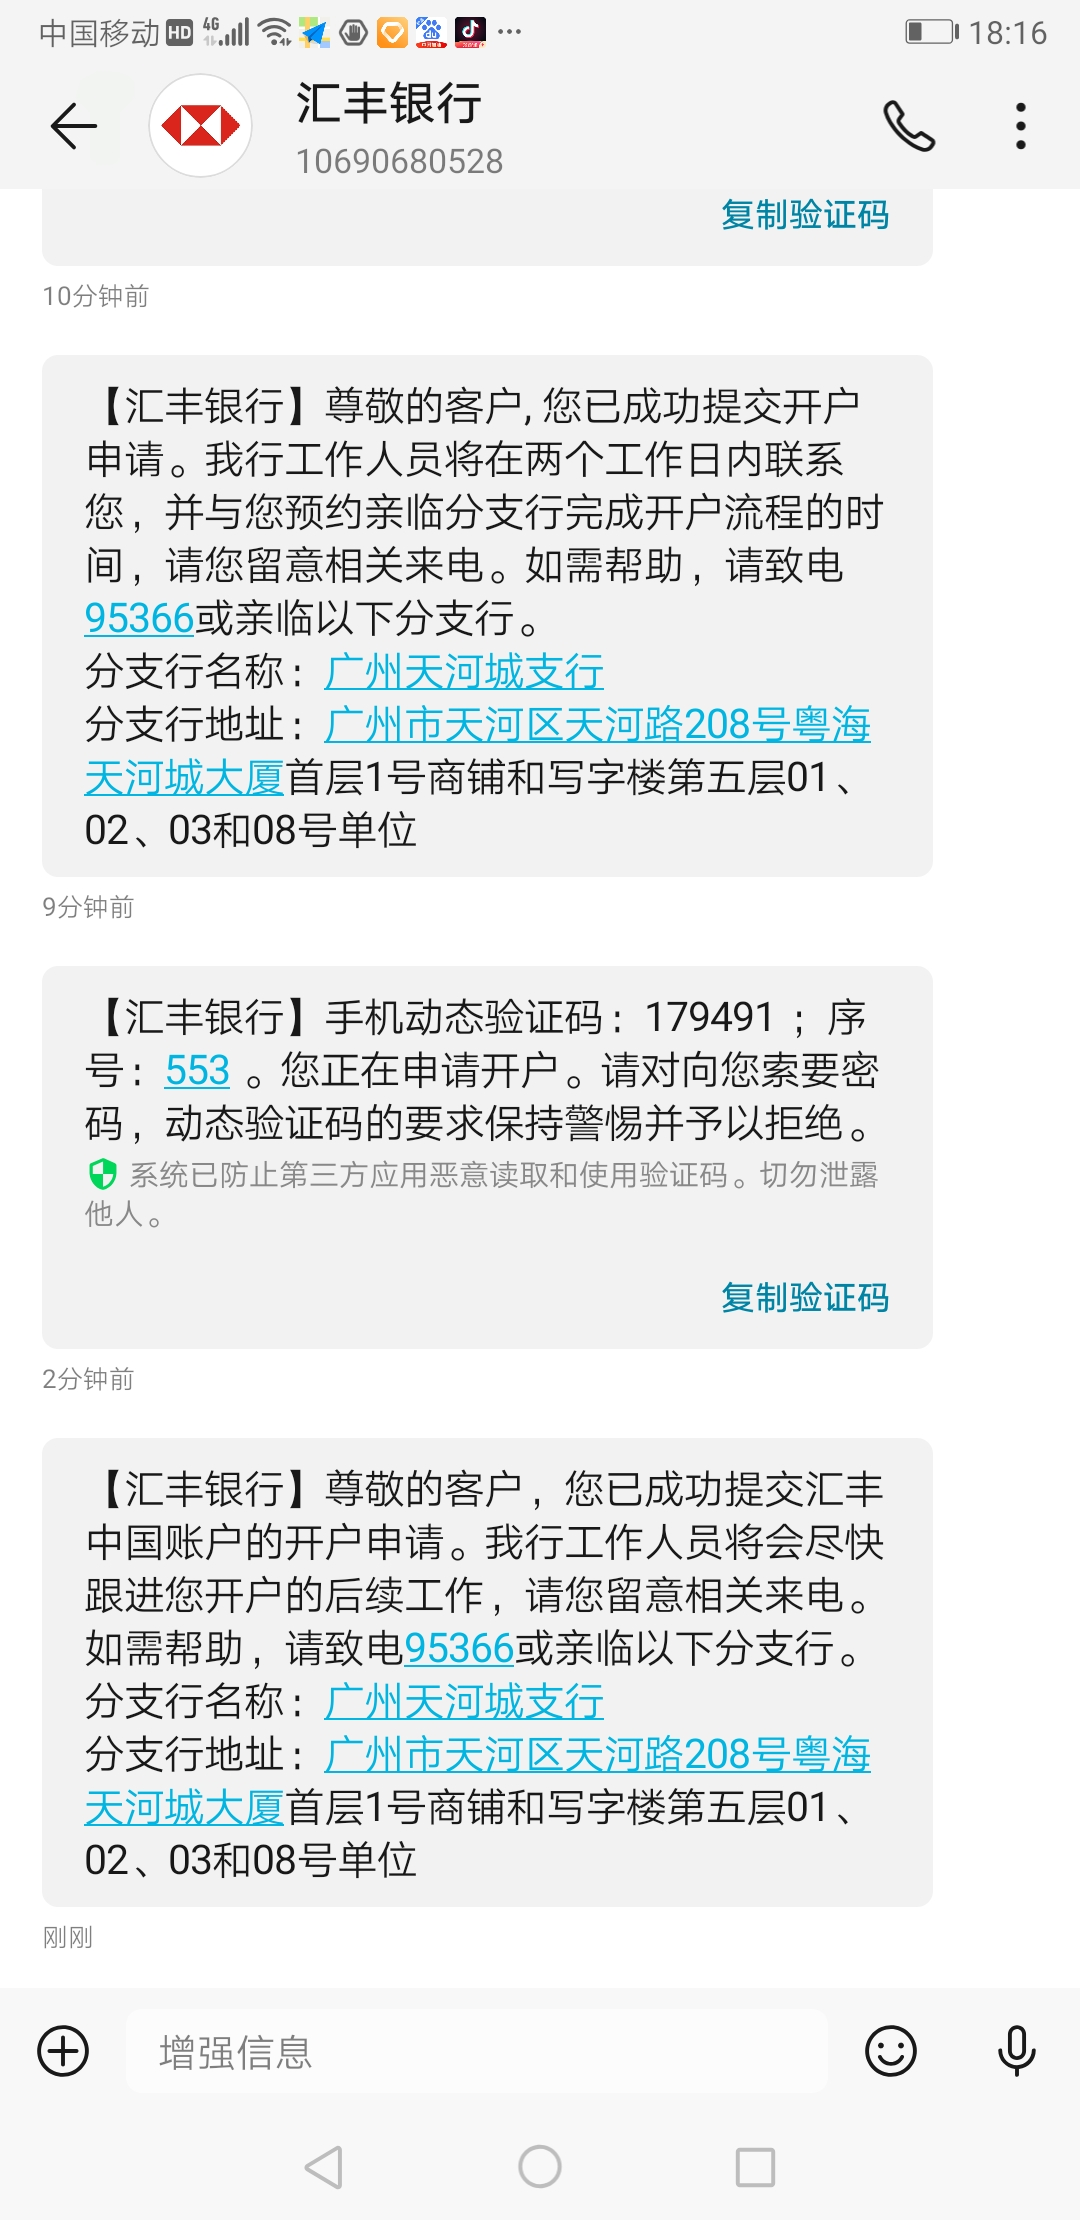 中国移动 HD 4G 18:16
汇丰银行
10690680528
复制验证码
10分钟前
【汇丰银行】尊敬的客户, 您已成功提交开户
申请。我行工作人员将在两个工作日内联系
您，并与您预约亲临分支行完成开户流程的时
间，请您留意相关来电。如需帮助，请致电
95366或亲临以下分支行。
分支行名称：广州天河城支行
分支行地址：广州市天河区天河路208号粤海
天河城大厦首层1号商铺和写字楼第五层01、
02、03和08号单位
9分钟前
【汇丰银行】手机动态验证码：179491 ；序
号：553 。您正在申请开户。请对向您索要密
码，动态验证码的要求保持警惕并予以拒绝。
系统已防止第三方应用恶意读取和使用验证码。切勿泄露
他人。
复制验证码
2分钟前
【汇丰银行】尊敬的客户，您已成功提交汇丰
中国账户的开户申请。我行工作人员将会尽快
跟进您开户的后续工作，请您留意相关来电。
如需帮助，请致电95366或亲临以下分支行。
分支行名称：广州天河城支行
分支行地址：广州市天河区天河路208号粤海
天河城大厦首层1号商铺和写字楼第五层01、
02、03和08号单位
刚刚
增强信息